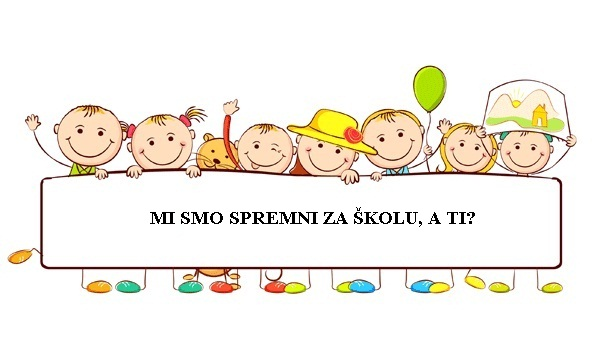 MI SMO SPREMNI ZA ŠKOLU, A TI?